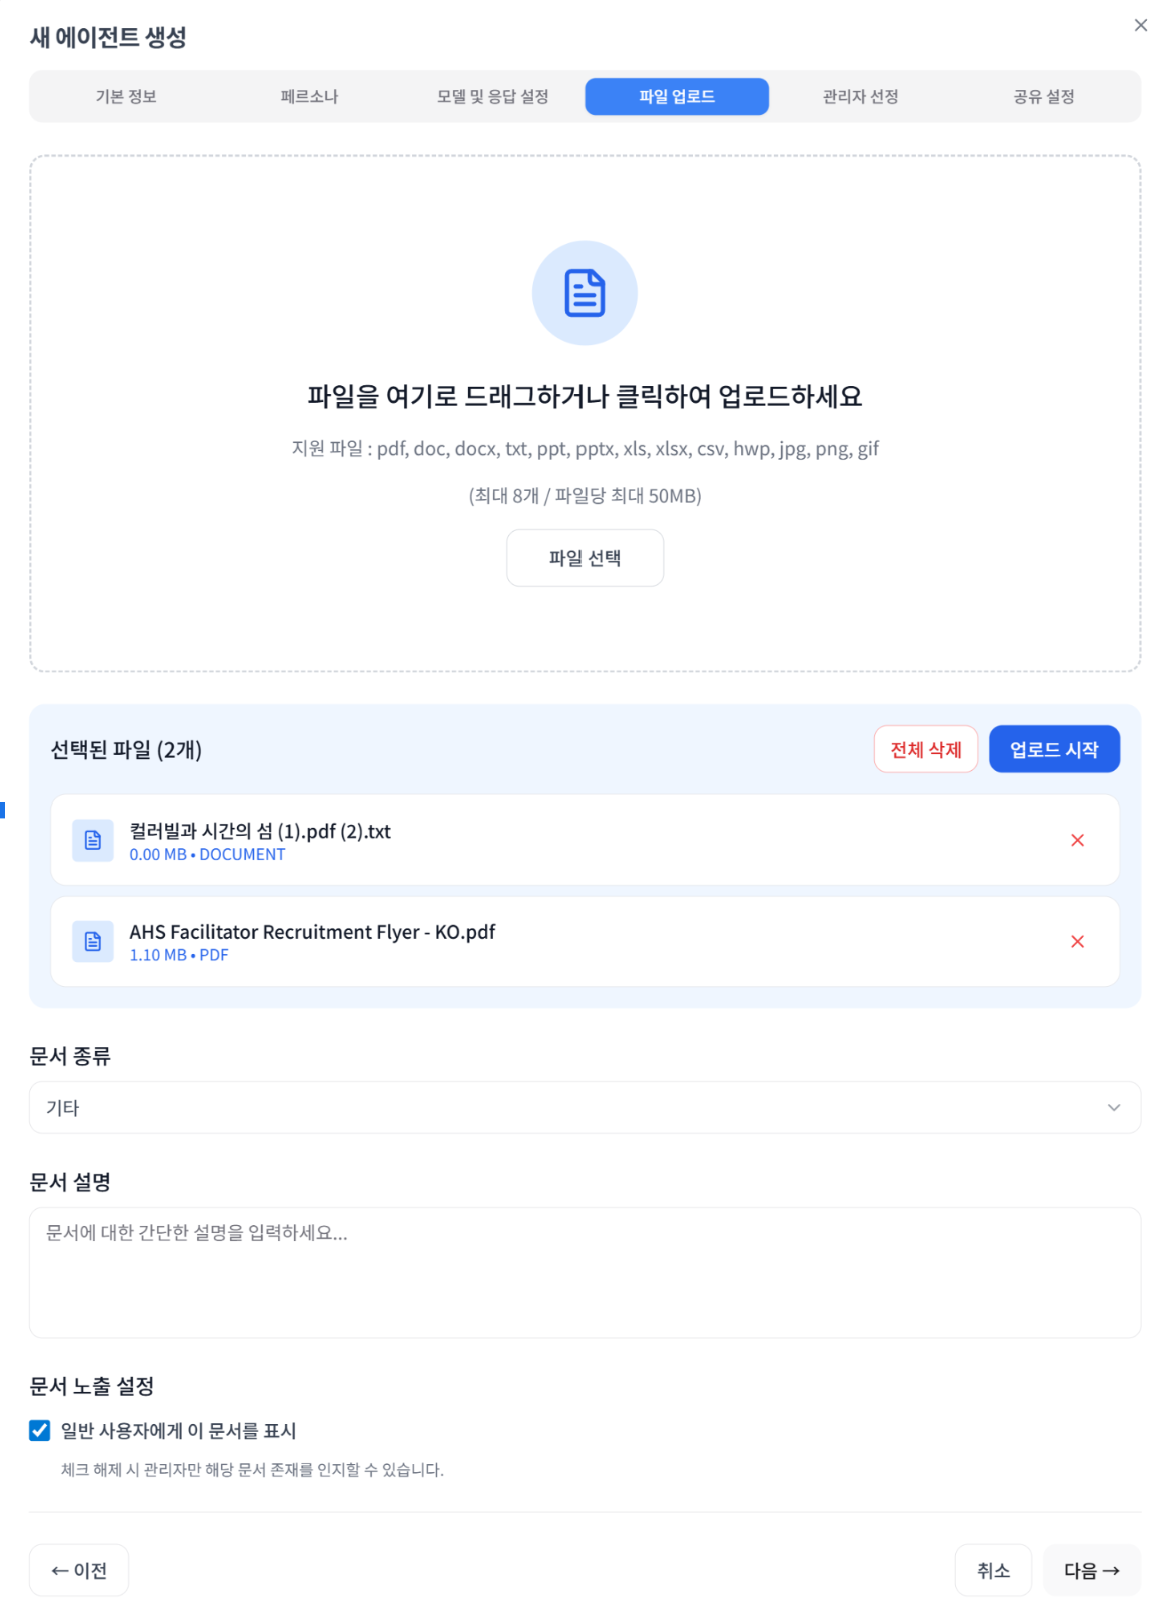 새 에이전트 생성
기본 정보
페르소나
모델 및 응답 설정
파일 업로드
관리자 선정
공유 설정
파일을 여기로 드래그하거나 클릭하여 업로드하세요
지원 파일 : pdf, doc, docx, txt, ppt, pptx, xls, xlsx, csv, hwp, jpg, png, gif
(최대 8개 / 파일당 최대 50MB)
파일 선택
선택된 파일 (2개)
전체 삭제
업로드 시작
컬러빌과 시간의 섬 (1).pdf (2).txt
0.00 MB • DOCUMENT
AHS Facilitator Recruitment Flyer - KO.pdf
1.10 MB • PDF
문서 종류
기타
문서 설명
문서에 대한 간단한 설명을 입력하세요...
문서 노출 설정
일반 사용자에게 이 문서를 표시
체크 해제 시 관리자만 해당 문서 존재를 인지할 수 있습니다.
← 이전
취소
다음 →